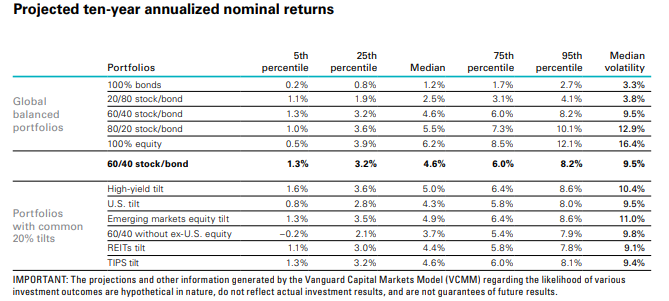 Projected ten-year annualized nominal returns
Portfolios 5th percentile 25th percentile Median 75th percentile 95th percentile Median volatility
Global balanced portfolios
100% bonds 0.2% 0.8% 1.2% 1.7% 2.7% 3.3%
20/80 stock/bond 1.1% 1.9% 2.5% 3.1% 4.1% 3.8%
60/40 stock/bond 1.3% 3.2% 4.6% 6.0% 8.2% 9.5%
80/20 stock/bond 1.0% 3.6% 5.5% 7.3% 10.1% 12.9%
100% equity 0.5% 3.9% 6.2% 8.5% 12.1% 16.4%
60/40 stock/bond 1.3% 3.2% 4.6% 6.0% 8.2% 9.5%
Portfolios with common 20% tilts
High-yield tilt 1.6% 3.6% 5.0% 6.4% 8.6% 10.4%
U.S. tilt 0.8% 2.8% 4.3% 5.8% 8.0% 9.5%
Emerging markets equity tilt 1.3% 3.5% 4.9% 6.4% 8.6% 11.0%
60/40 without ex-U.S. equity –0.2% 2.1% 3.7% 5.4% 7.9% 9.8%
REITs tilt 1.1% 3.0% 4.4% 5.8% 7.8% 9.1%
TIPS tilt 1.3% 3.2% 4.6% 6.0% 8.1% 9.4%
IMPORTANT: The projections and other information generated by the Vanguard Capital Markets Model (VCMM) regarding the likelihood of various
investment outcomes are hypothetical in nature, do not reflect actual investment results, and are not guarantees of future results.